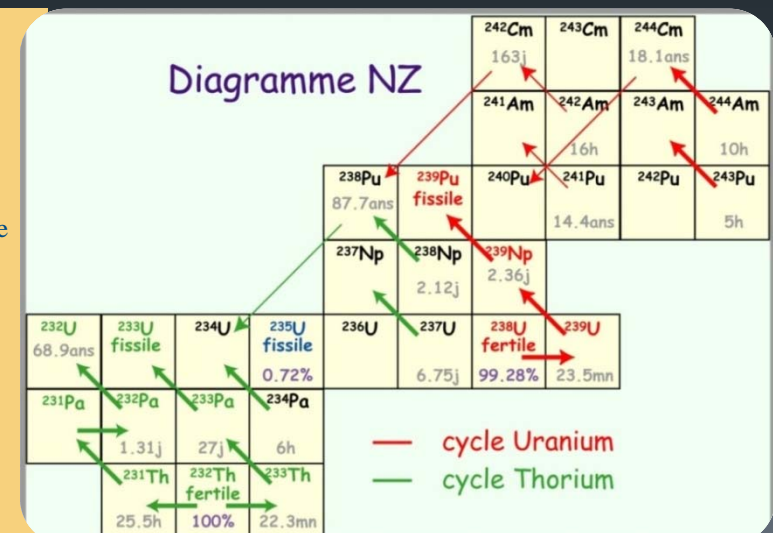 e
Diagramme NZ
242Cm 243Cm 244Cm
163j 18.1ans
241Am 242Am 243Am 244Am
16h 10h
238Pu 239Pu 240Pu 241Pu 242Pu 243Pu
87.7ans fissile 14.4ans 5h
237Np 238Np 239Np
2.12j 2.36j
232U 233U 234U 235U 236U 237U 238U 239U
68.9ans fissile fissile fertile
0.72% 6.75j 99.28% 23.5mn
231Pa 232Pa 233Pa 234Pa
1.31j 27j 6h
231Th 232Th 233Th
fertile
25.5h 100% 22.3mn
cycle Uranium
cycle Thorium